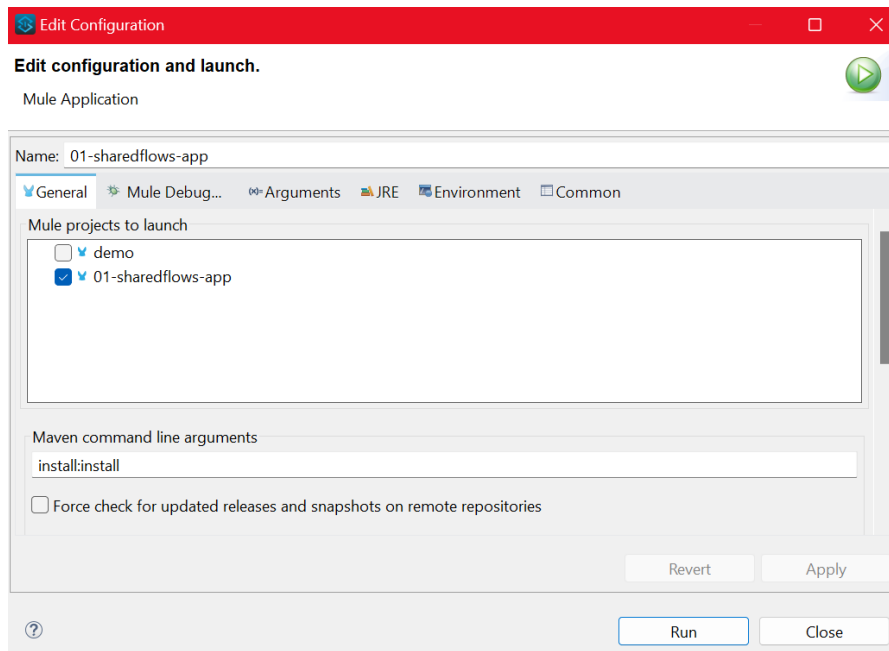 Edit Configuration
Edit configuration and launch.
Mule Application
Name: 01-sharedflows-app
General Mule Debug... (x)= Arguments JRE Environment Common
Mule projects to launch
demo
01-sharedflows-app
Maven command line arguments
install:install
Force check for updated releases and snapshots on remote repositories
Revert Apply
? Run Close